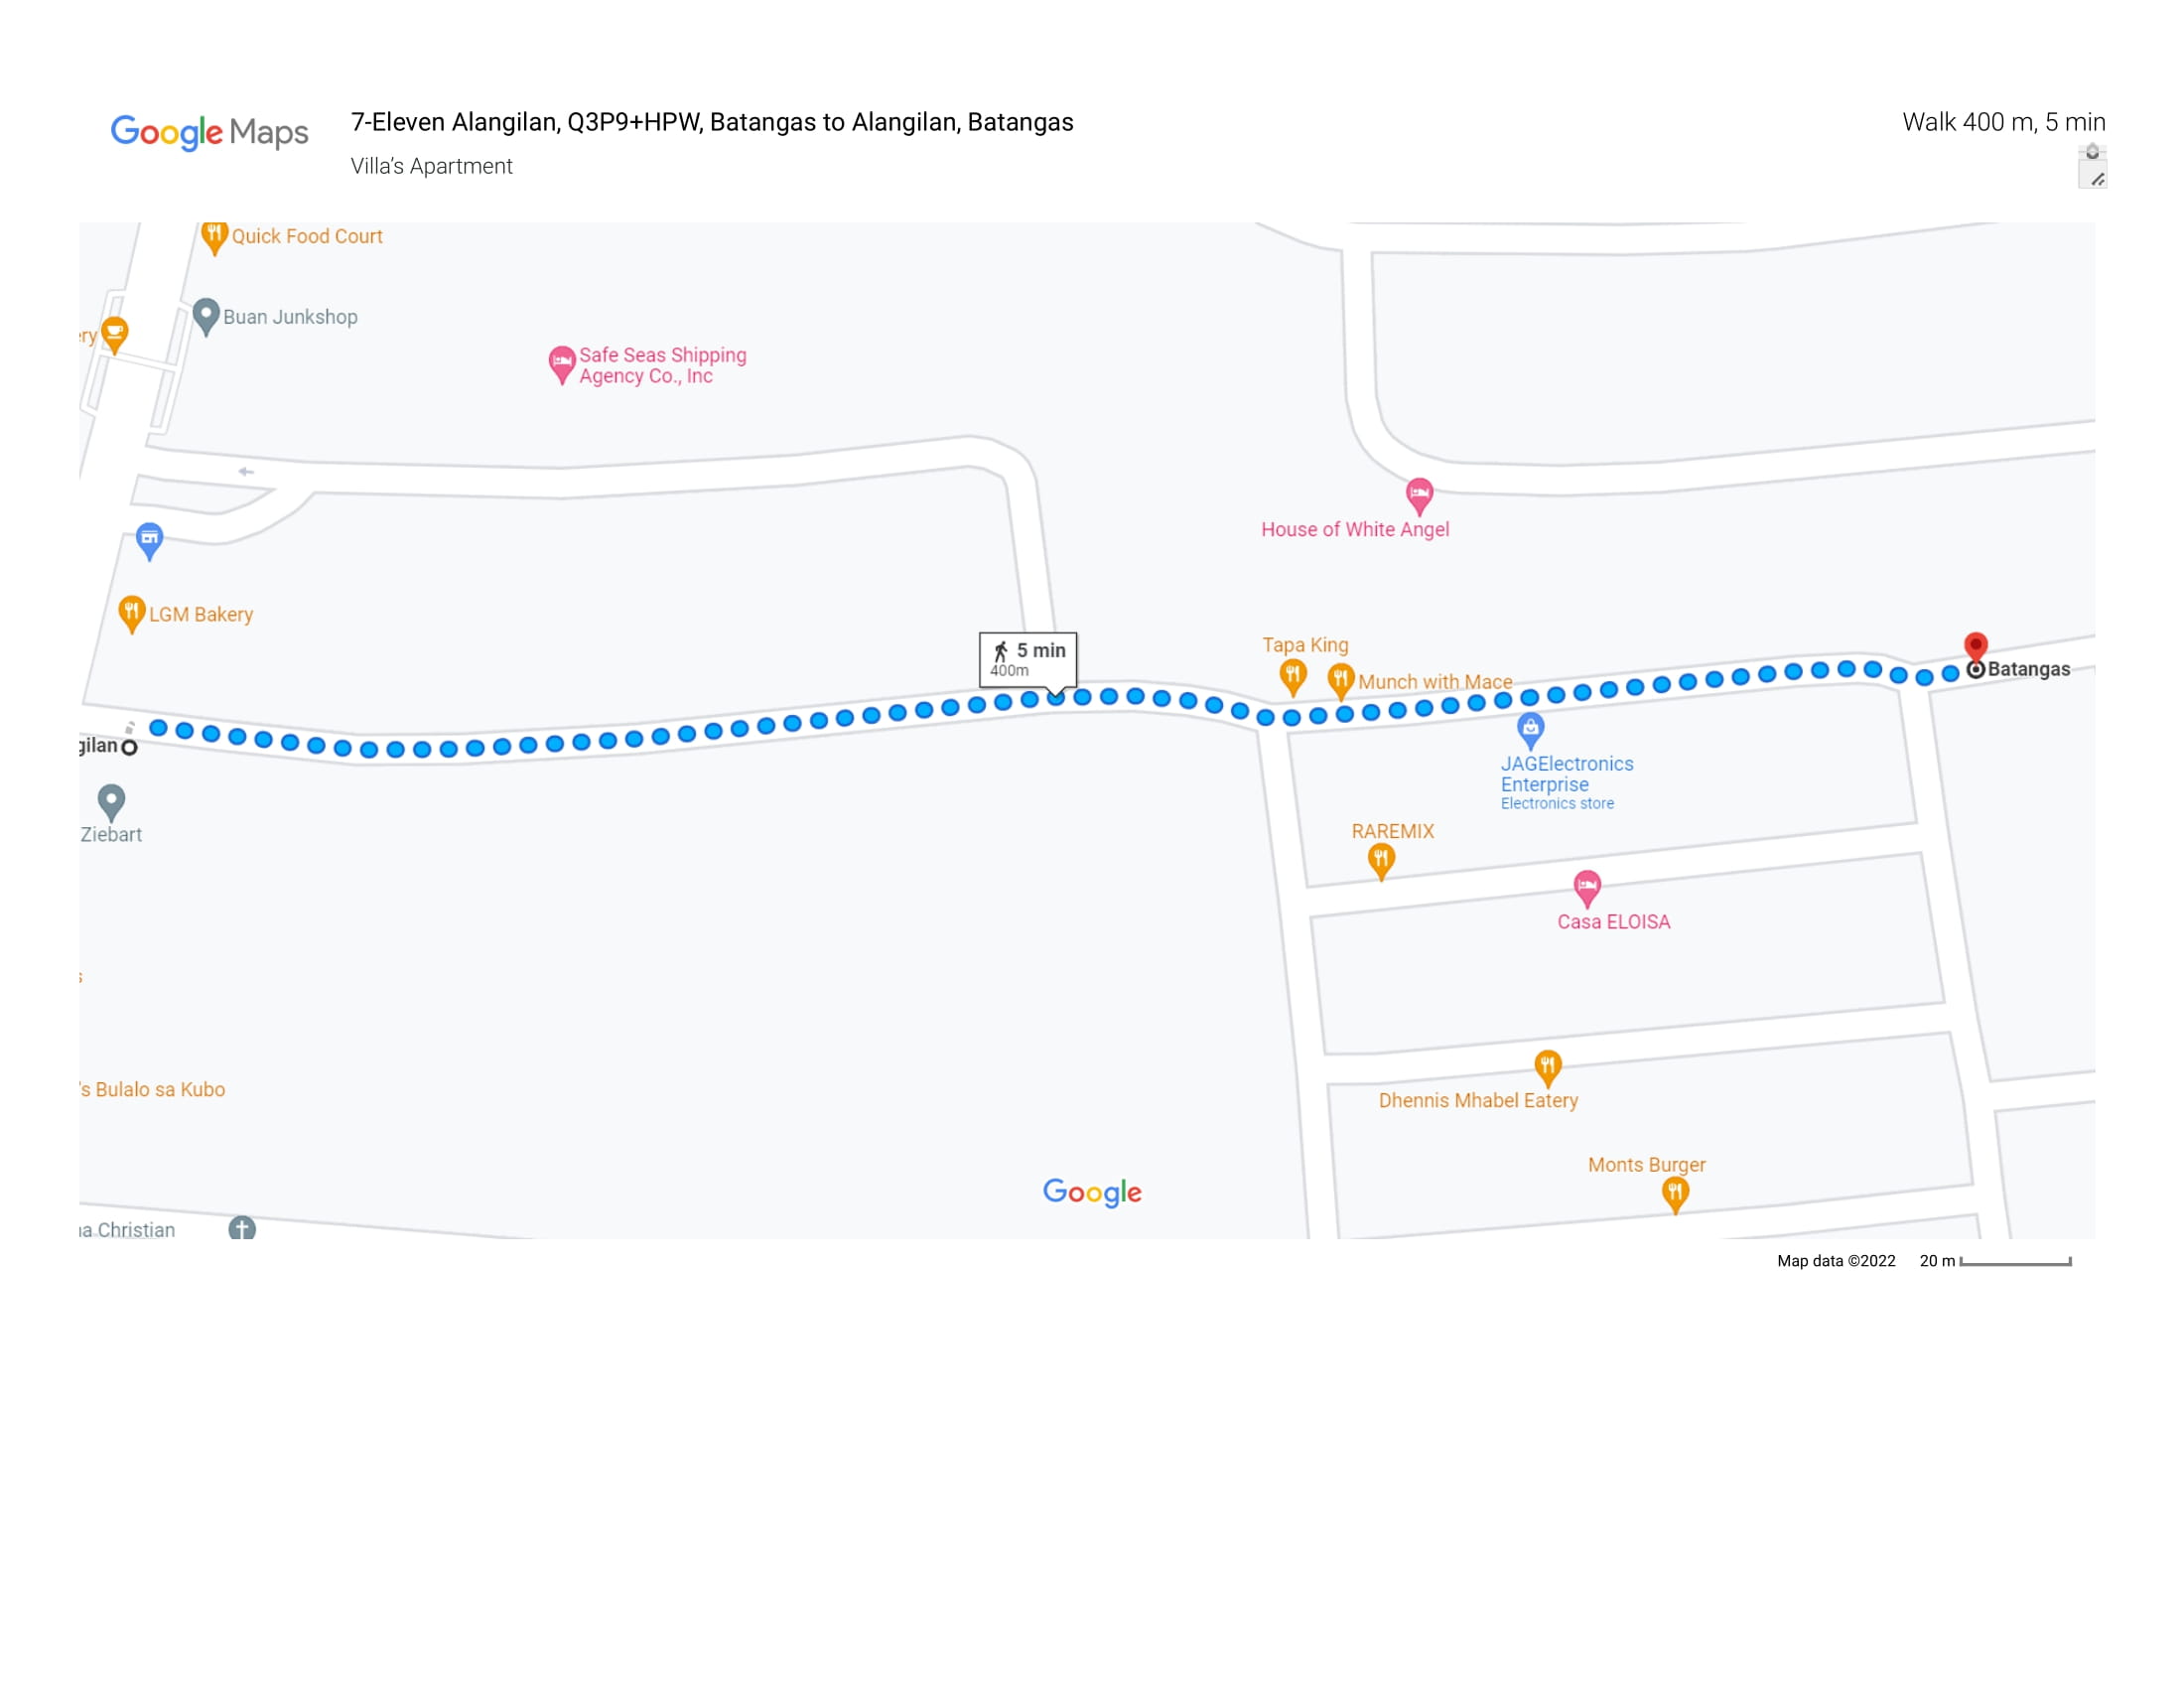 Google Maps
7-Eleven Alangilan, Q3P9+HPW, Batangas to Alangilan, Batangas
Walk 400 m, 5 min
Villa's Apartment
Quick Food Court
Buan Junkshop
ery
Safe Seas Shipping
Agency Co., Inc
House of White Angel
LGM Bakery
5 min
400m
Tapa King
Munch with Mace
Batangas
gilan
JAGElectronics
Enterprise
Electronics store
Ziebart
RAREMIX
Casa ELOISA
s
's Bulalo sa Kubo
Dhennis Mhabel Eatery
Monts Burger
Google
na Christian
Map data ©2022
20 m